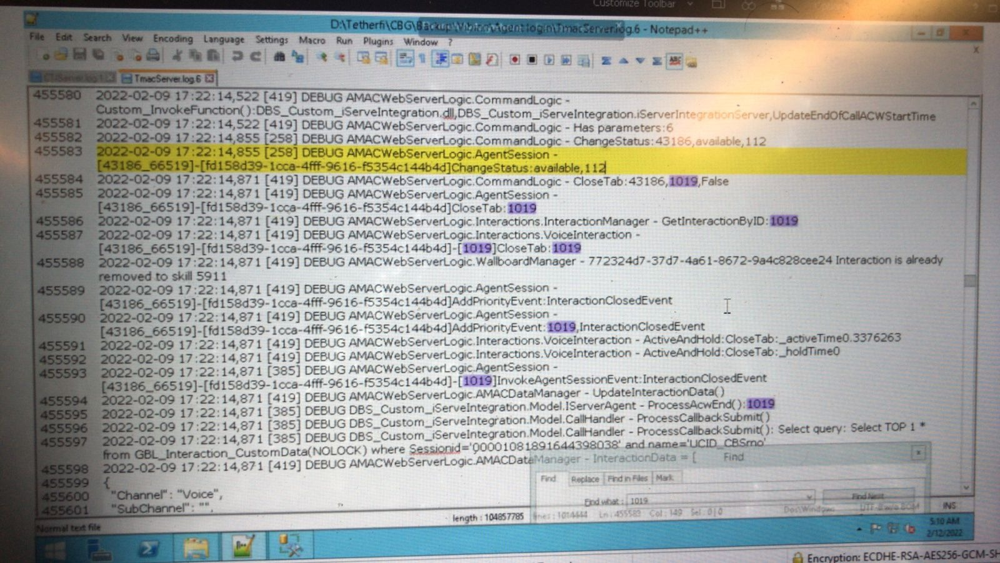 Customize Toolbar
D:\Tetherfi\CBG\Backup\Vibin\Agent login\TmacServer.log.6 - Notepad++
File Edit Search View Encoding Language Settings Macro Run Plugins Window ?
X
TmacServer.log.6
455580 2022-02-09 17:22:14,522 [419] DEBUG AMACWebServerLogic.CommandLogic -
Custom_InvokeFunction():DBS_Custom_iServeIntegration.dll,DBS_Custom_iServeIntegration.iServerIntegrationServer,UpdateEndOfCallACWStartTime
455581 2022-02-09 17:22:14,522 [419] DEBUG AMACWebServerLogic.CommandLogic - Has parameters:6
455582 2022-02-09 17:22:14,855 [258] DEBUG AMACWebServerLogic.CommandLogic - ChangeStatus:43186,available,112
455583 2022-02-09 17:22:14,855 [258] DEBUG AMACWebServerLogic.AgentSession -
[43186_66519]-[fd158d39-1cca-4fff-9616-f5354c144b4d]ChangeStatus:available,112
455584 2022-02-09 17:22:14,871 [419] DEBUG AMACWebServerLogic.CommandLogic - CloseTab:43186,1019,False
455585 2022-02-09 17:22:14,871 [419] DEBUG AMACWebServerLogic.AgentSession -
[43186_66519]-[fd158d39-1cca-4fff-9616-f5354c144b4d]CloseTab:1019
455586 2022-02-09 17:22:14,871 [419] DEBUG AMACWebServerLogic.Interactions.InteractionManager - GetInteractionByID:1019
455587 2022-02-09 17:22:14,871 [419] DEBUG AMACWebServerLogic.Interactions.VoiceInteraction -
[43186_66519]-[fd158d39-1cca-4fff-9616-f5354c144b4d]-[1019]CloseTab:1019
455588 2022-02-09 17:22:14,871 [419] DEBUG AMACWebServerLogic.WallboardManager - 772324d7-37d7-4a61-8672-9a4c828cee24 Interaction is already
removed to skill 5911
455589 2022-02-09 17:22:14,871 [419] DEBUG AMACWebServerLogic.AgentSession -
[43186_66519]-[fd158d39-1cca-4fff-9616-f5354c144b4d]AddPriorityEvent:InteractionClosedEvent
455590 2022-02-09 17:22:14,871 [419] DEBUG AMACWebServerLogic.AgentSession -
[43186_66519]-[fd158d39-1cca-4fff-9616-f5354c144b4d]AddPriorityEvent:1019,InteractionClosedEvent
455591 2022-02-09 17:22:14,871 [419] DEBUG AMACWebServerLogic.Interactions.VoiceInteraction - ActiveAndHold:CloseTab:_activeTime0.3376263
455592 2022-02-09 17:22:14,871 [419] DEBUG AMACWebServerLogic.Interactions.VoiceInteraction - ActiveAndHold:CloseTab:_holdTime0
455593 2022-02-09 17:22:14,871 [385] DEBUG AMACWebServerLogic.AgentSession -
[43186_66519]-[fd158d39-1cca-4fff-9616-f5354c144b4d]-[1019]InvokeAgentSessionEvent:InteractionClosedEvent
455594 2022-02-09 17:22:14,871 [419] DEBUG AMACWebServerLogic.AMACDataManager - UpdateInteractionData()
455595 2022-02-09 17:22:14,871 [385] DEBUG DBS_Custom_iServeIntegration.Model.IServerAgent - ProcessAcwEnd():1019
455596 2022-02-09 17:22:14,871 [385] DEBUG DBS_Custom_iServeIntegration.Model.CallHandler - ProcessCallbackSubmit()
455597 2022-02-09 17:22:14,871 [385] DEBUG DBS_Custom_iServeIntegration.Model.CallHandler - ProcessCallbackSubmit(): Select query: Select TOP 1 *
from GBL_Interaction_CustomData(NOLOCK) where Sessionid='00001081891644398038' and name='UCID_CBSmo'
455598 2022-02-09 17:22:14,871 [419] DEBUG AMACWebServerLogic.AMACDataManager - InteractionData = [
455599 {
455600 "Channel": "Voice",
455601 "SubChannel": "",
Find
Find Replace Find in Files Mark
Find what : 1019 Find Next
Normal text file length : 104857785 lines : 1014444 Ln : 455583 Col : 149 Sel : 0 | 0 Dos\Windows INS
5:10 AM
2/12/2022
Encryption: ECDHE-RSA-AES256-GCM-SH